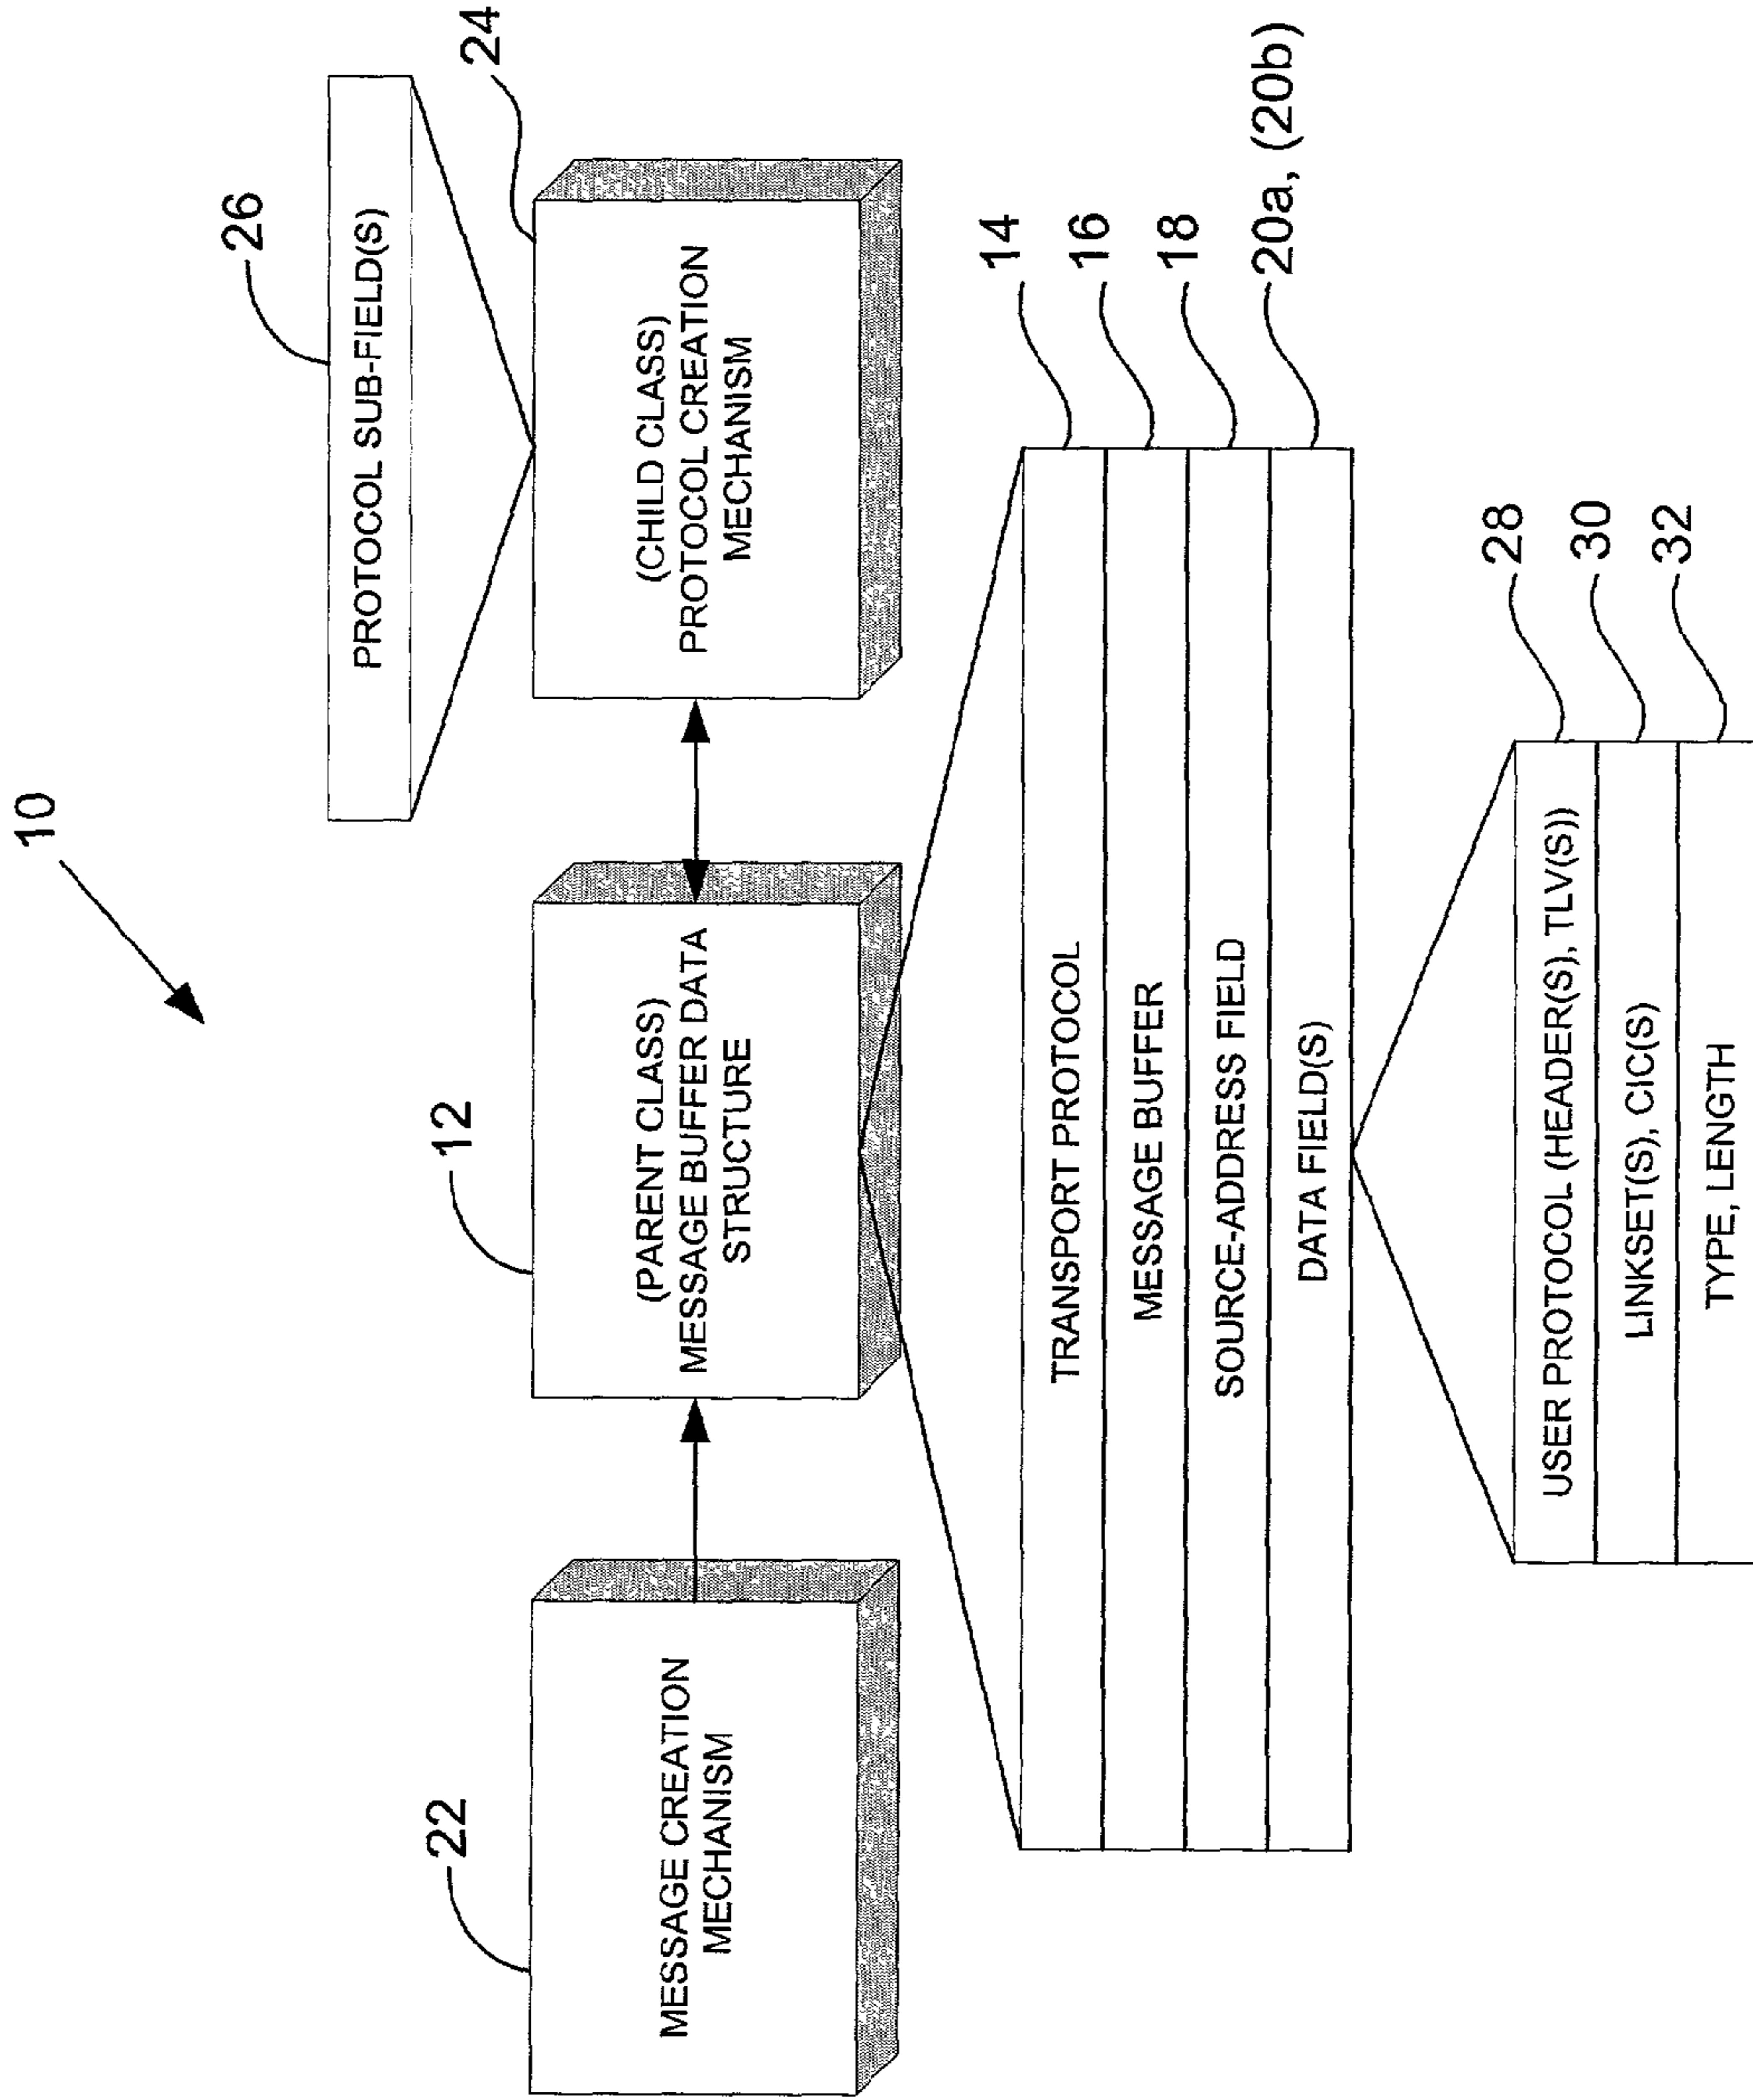 10
26
PROTOCOL SUB-FIELD(S)
22
MESSAGE CREATION
MECHANISM
12
(PARENT CLASS)
MESSAGE BUFFER DATA
STRUCTURE
24
(CHILD CLASS)
PROTOCOL CREATION
MECHANISM
TRANSPORT PROTOCOL
14
MESSAGE BUFFER
16
SOURCE-ADDRESS FIELD
18
DATA FIELD(S)
20a, (20b)
USER PROTOCOL (HEADER(S), TLV(S))
28
LINKSET(S), CIC(S)
30
TYPE, LENGTH
32